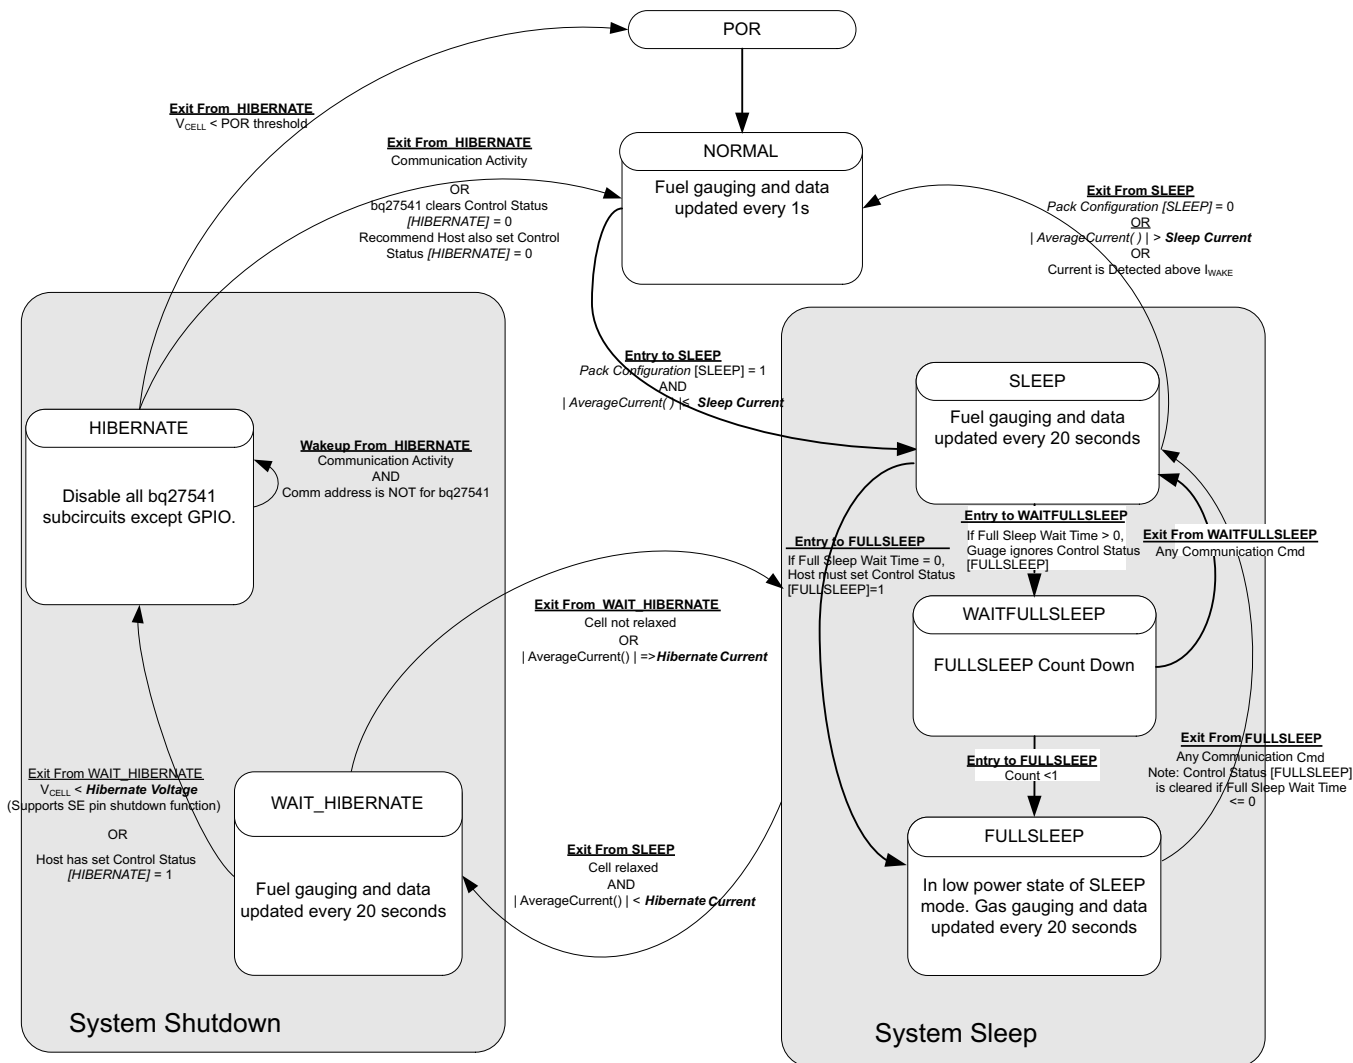 POR
Exit From HIBERNATE
VCELL < POR threshold
Exit From HIBERNATE
Communication Activity
OR
bq27541 clears Control Status
[HIBERNATE] = 0
Recommend Host also set Control
Status [HIBERNATE] = 0
NORMAL
Fuel gauging and data
updated every 1s
Exit From SLEEP
Pack Configuration [SLEEP] = 0
OR
| AverageCurrent( ) | > Sleep Current
OR
Current is Detected above IWAKE
Entry to SLEEP
Pack Configuration [SLEEP] = 1
AND
| AverageCurrent( ) |< Sleep Current
SLEEP
Fuel gauging and data
updated every 20 seconds
HIBERNATE
Disable all bq27541
subcircuits except GPIO.
Wakeup From HIBERNATE
Communication Activity
AND
Comm address is NOT for bq27541
Entry to WAITFULLSLEEP
If Full Sleep Wait Time > 0,
Guage ignores Control Status
[FULLSLEEP]
Exit From WAITFULLSLEEP
Any Communication Cmd
Entry to FULLSLEEP
If Full Sleep Wait Time = 0,
Host must set Control Status
[FULLSLEEP]=1
Exit From WAIT_HIBERNATE
Cell not relaxed
OR
| AverageCurrent() | => Hibernate Current
WAITFULLSLEEP
FULLSLEEP Count Down
Entry to FULLSLEEP
Count <1
Exit From FULLSLEEP
Any Communication Cmd
Note: Control Status [FULLSLEEP]
is cleared if Full Sleep Wait Time
<= 0
Exit From WAIT_HIBERNATE
VCELL < Hibernate Voltage
(Supports SE pin shutdown function)
OR
Host has set Control Status
[HIBERNATE] = 1
WAIT_HIBERNATE
Fuel gauging and data
updated every 20 seconds
Exit From SLEEP
Cell relaxed
AND
| AverageCurrent() | < Hibernate Current
FULLSLEEP
In low power state of SLEEP
mode. Gas gauging and data
updated every 20 seconds
System Shutdown
System Sleep